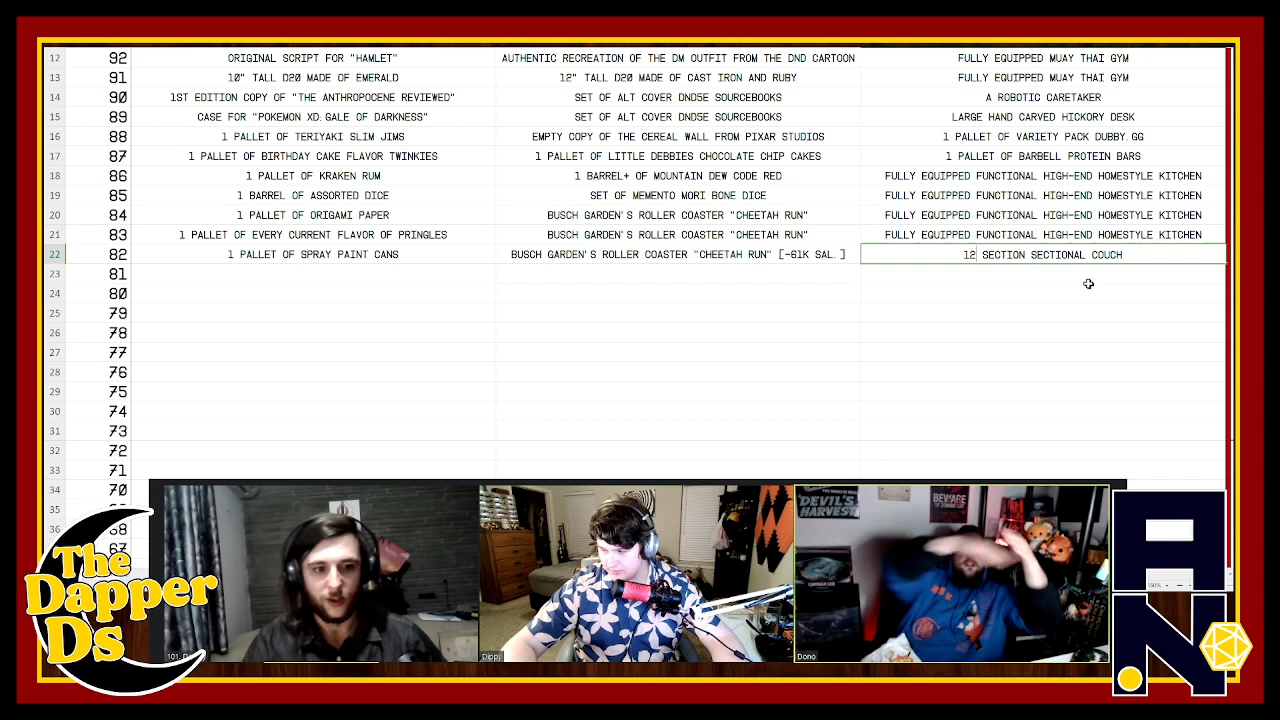 12 92 ORIGINAL SCRIPT FOR "HAMLET" AUTHENTIC RECREATION OF THE DM OUTFIT FROM THE DND CARTOON FULLY EQUIPPED MUAY THAI GYM
13 91 10" TALL D20 MADE OF EMERALD 12" TALL D20 MADE OF CAST IRON AND RUBY FULLY EQUIPPED MUAY THAI GYM
14 90 1ST EDITION COPY OF "THE ANTHROPOCENE REVIEWED" SET OF ALT COVER DND5E SOURCEBOOKS A ROBOTIC CARETAKER
15 89 CASE FOR "POKEMON XD:GALE OF DARKNESS" SET OF ALT COVER DND5E SOURCEBOOKS LARGE HAND CARVED HICKORY DESK
16 88 1 PALLET OF TERIYAKI SLIM JIMS EMPTY COPY OF THE CEREAL WALL FROM PIXAR STUDIOS 1 PALLET OF VARIETY PACK DUBBY.GG
17 87 1 PALLET OF BIRTHDAY CAKE FLAVOR TWINKIES 1 PALLET OF LITTLE DEBBIES CHOCOLATE CHIP CAKES 1 PALLET OF BARBELL PROTEIN BARS
18 86 1 PALLET OF KRAKEN RUM 1 BARREL+ OF MOUNTAIN DEW CODE RED FULLY EQUIPPED FUNCTIONAL HIGH-END HOMESTYLE KITCHEN
19 85 1 BARREL OF ASSORTED DICE SET OF MEMENTO MORI BONE DICE FULLY EQUIPPED FUNCTIONAL HIGH-END HOMESTYLE KITCHEN
20 84 1 PALLET OF ORIGAMI PAPER BUSCH GARDEN'S ROLLER COASTER "CHEETAH RUN" FULLY EQUIPPED FUNCTIONAL HIGH-END HOMESTYLE KITCHEN
21 83 1 PALLET OF EVERY CURRENT FLAVOR OF PRINGLES BUSCH GARDEN'S ROLLER COASTER "CHEETAH RUN" FULLY EQUIPPED FUNCTIONAL HIGH-END HOMESTYLE KITCHEN
22 82 1 PALLET OF SPRAY PAINT CANS BUSCH GARDEN'S ROLLER COASTER "CHEETAH RUN" [-61K SAL.] 12 SECTION SECTIONAL COUCH
23 81
24 80
25 79
26 78
27 77
28 76
29 75
30 74
31 73
32 72
33 71
34 70
35
36 68
67
DEVIL'S HARVEST
BEWARE
The
Dapper
Ds
Dippy
Dono
160%
A
N